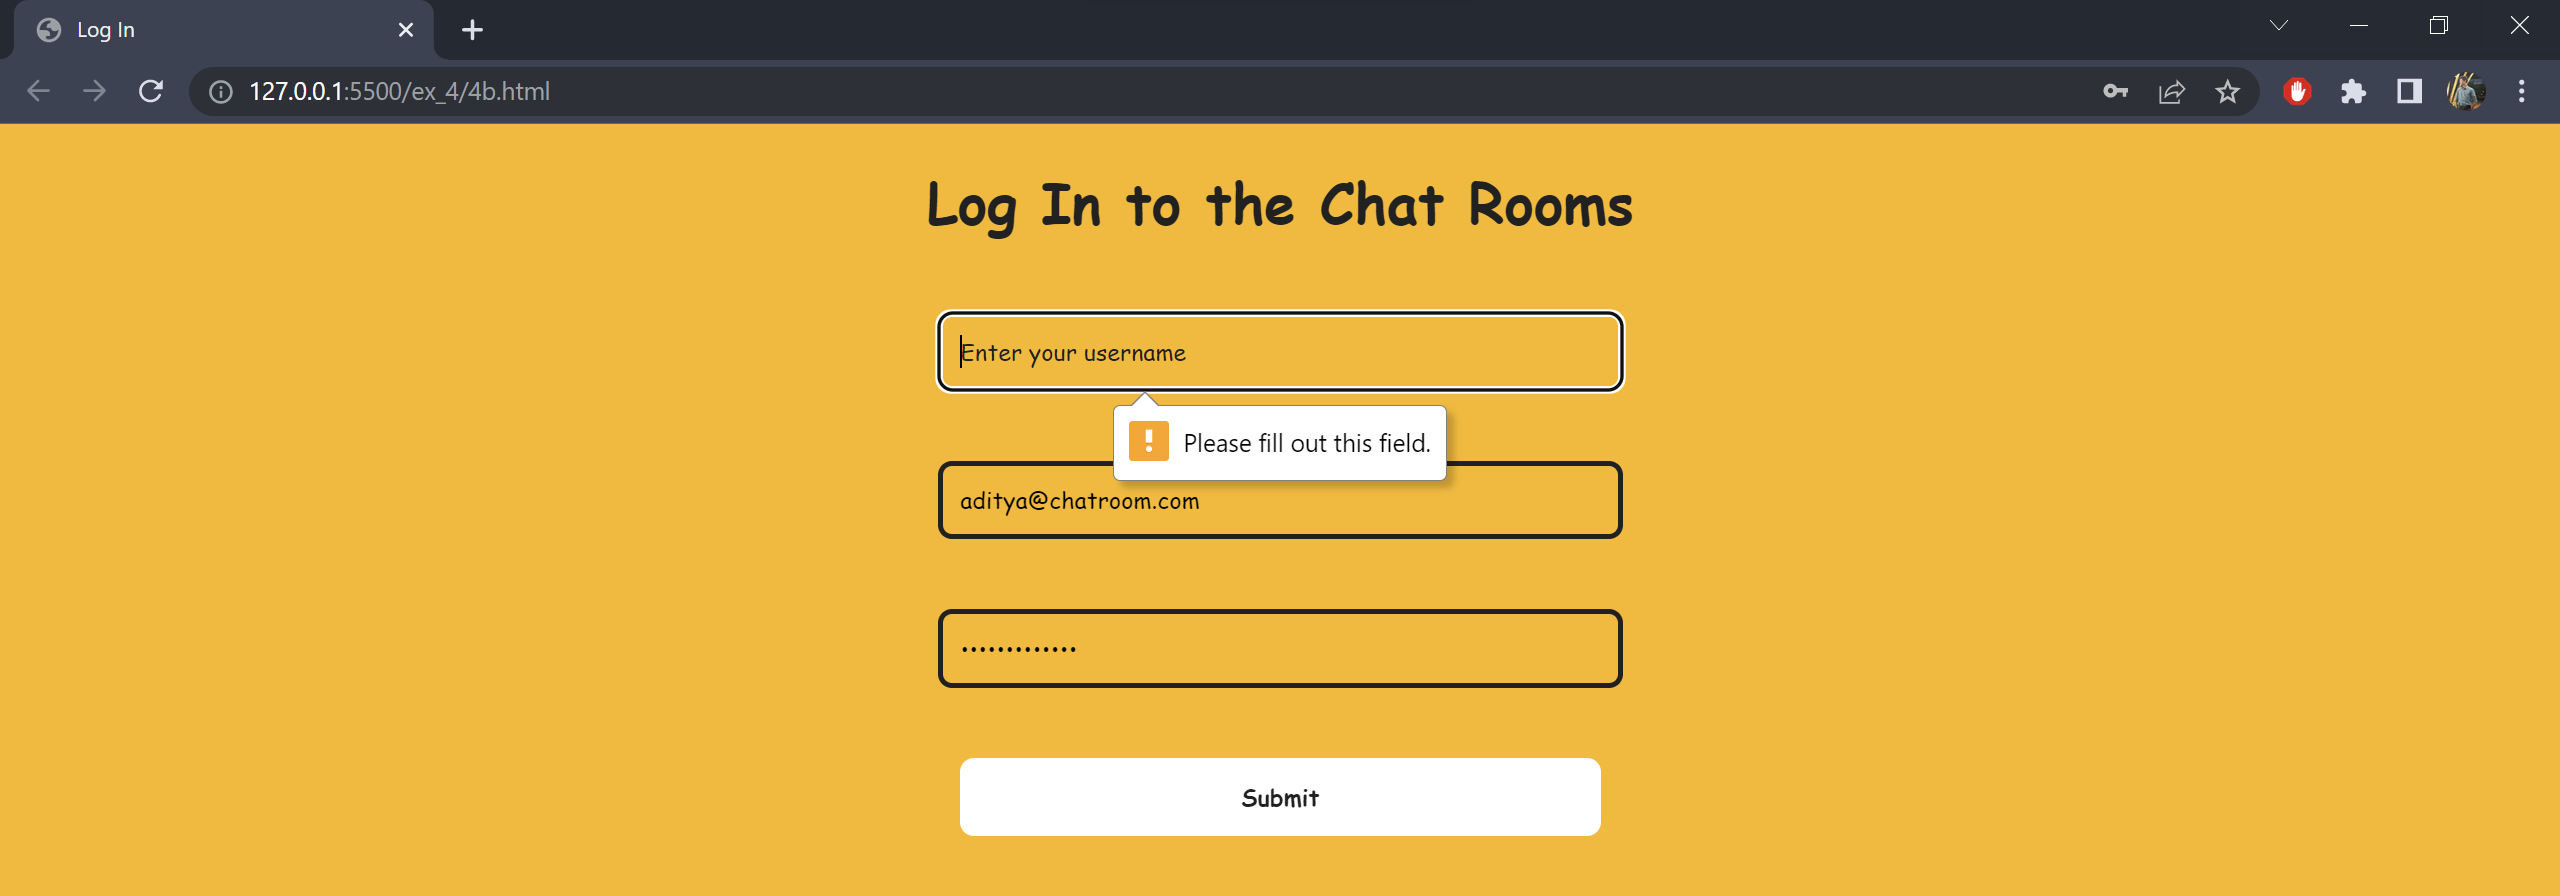 Log In
127.0.0.1:5500/ex_4/4b.html
Log In to the Chat Rooms
Enter your username
Please fill out this field.
aditya@chatroom.com
•••••••••••••
Submit